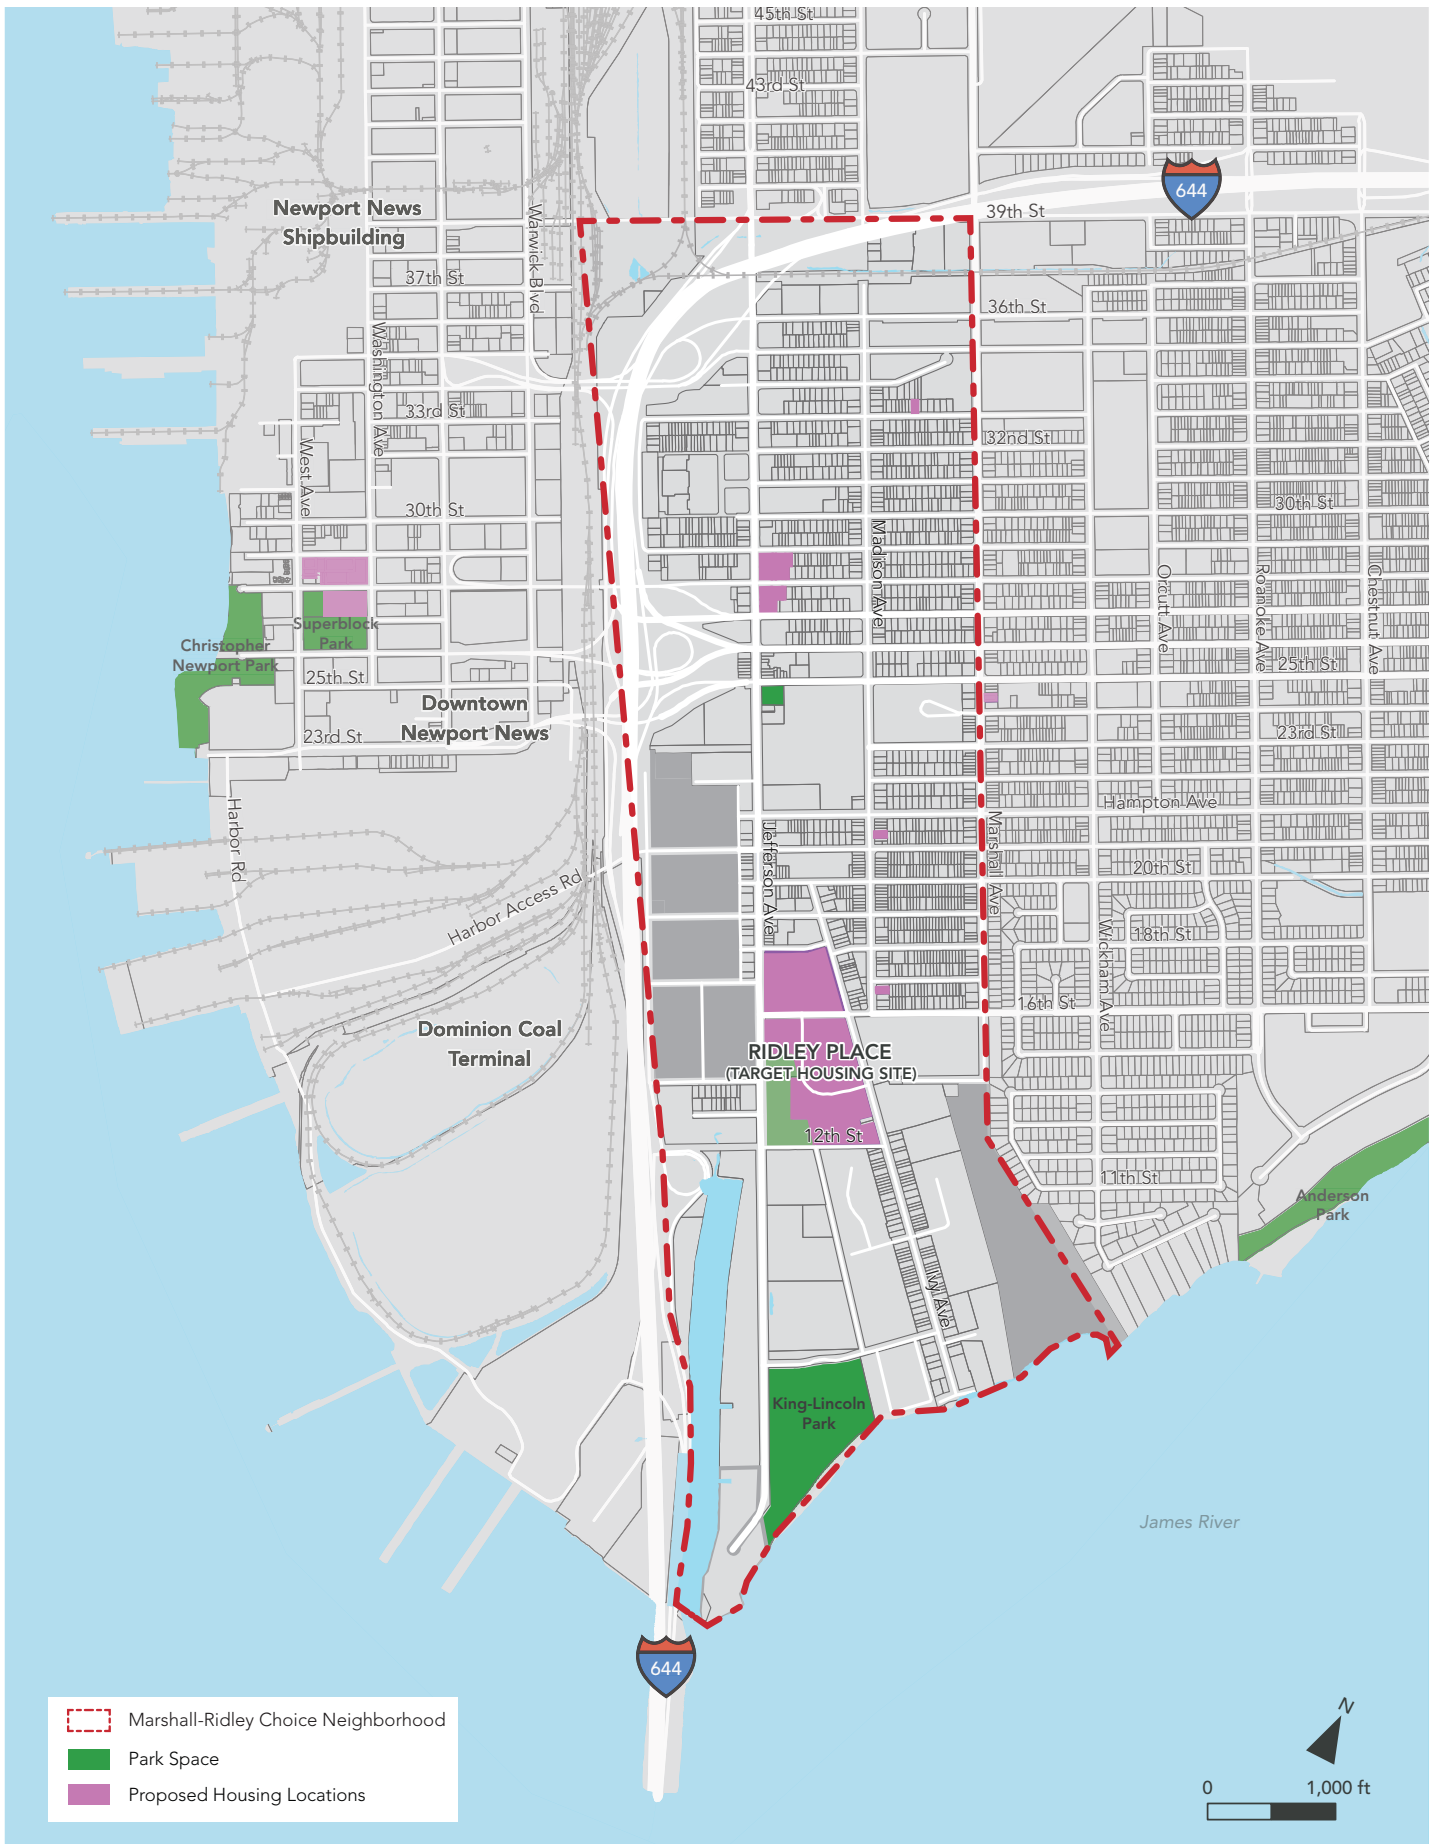 45th St
43rd St
644
Newport News
Shipbuilding
Warwick Blvd
39th St
37th St
36th St
Washington Ave
33rd St
32nd St
West Ave
30th St
30th St
Madison Ave
Orcutt Ave
Roanoke Ave
Chestnut Ave
Superblock
Park
Christopher
Newport Park
25th St
25th St
Downtown
Newport News
23rd St
23rd St
Harbor Rd
Hampton Ave
Jefferson Ave
Marshall Ave
20th St
Harbor Access Rd
Wickham Ave
18th St
16th St
Dominion Coal
Terminal
RIDLEY PLACE
(TARGET HOUSING SITE)
12th St
11th St
Anderson
Park
Ivy Ave
King-Lincoln
Park
James River
644
Marshall-Ridley Choice Neighborhood
Park Space
Proposed Housing Locations
N
0 1,000 ft